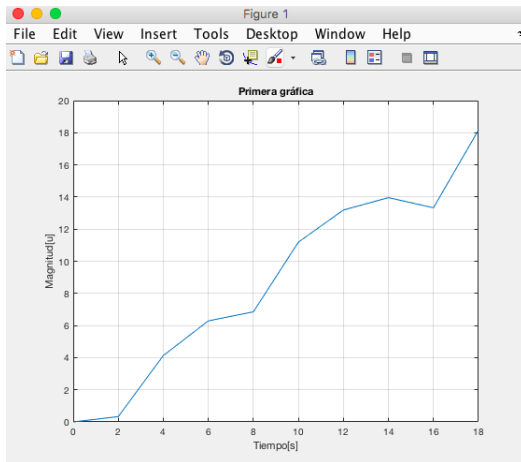 Figure 1
File Edit View Insert Tools Desktop Window Help
Primera gráfica
20
18
16
14
12
10
8
6
4
2
0
Magnitud[u]
0 2 4 6 8 10 12 14 16 18
Tiempo[s]